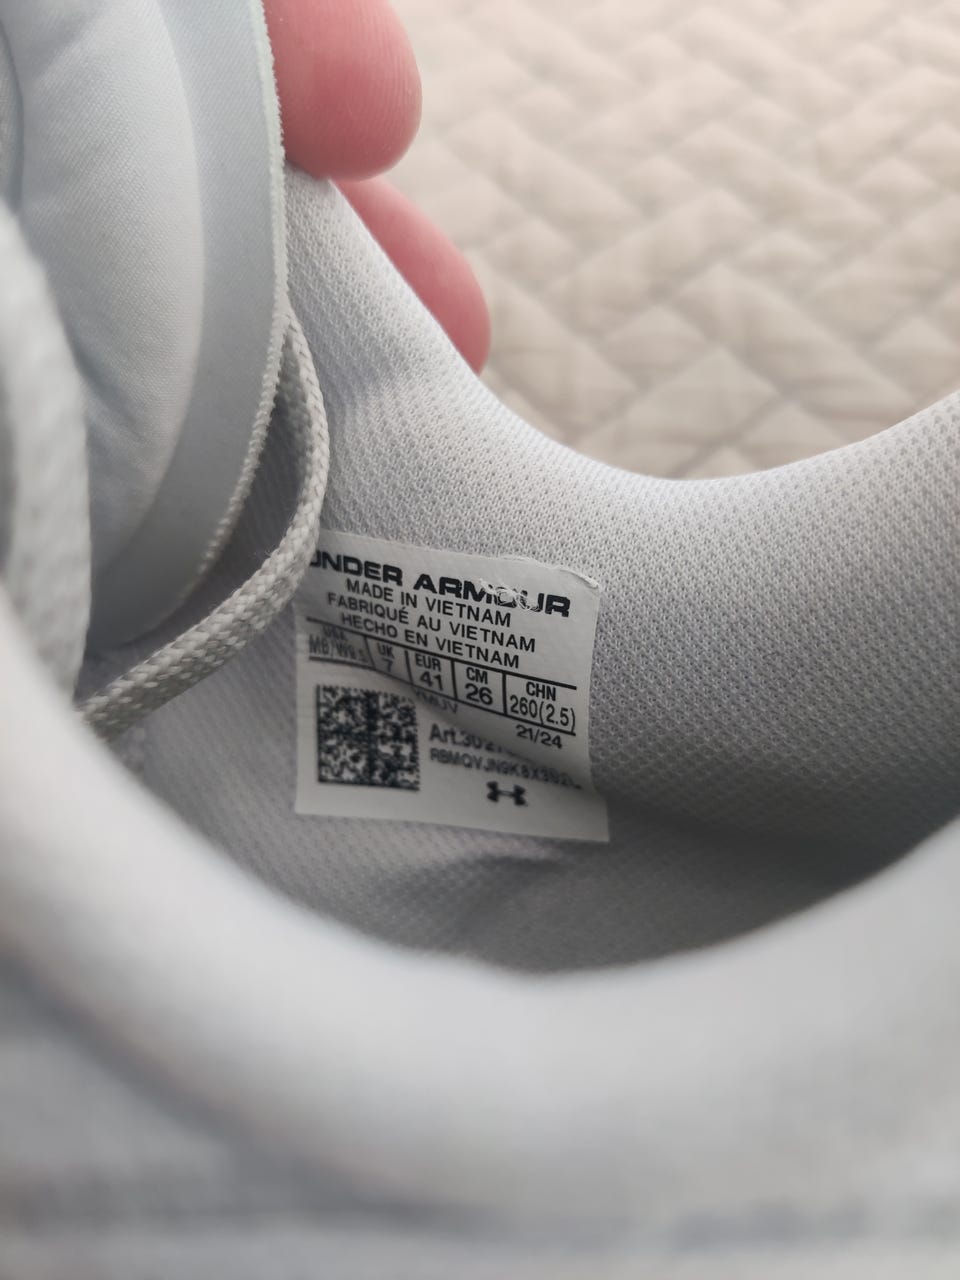 UNDER ARMOUR
MADE IN VIETNAM
FABRIQUÉ AU VIETNAM
HECHO EN VIETNAM
USA UK EUR CM CHN
7 41 26 260(2.5)
21/24